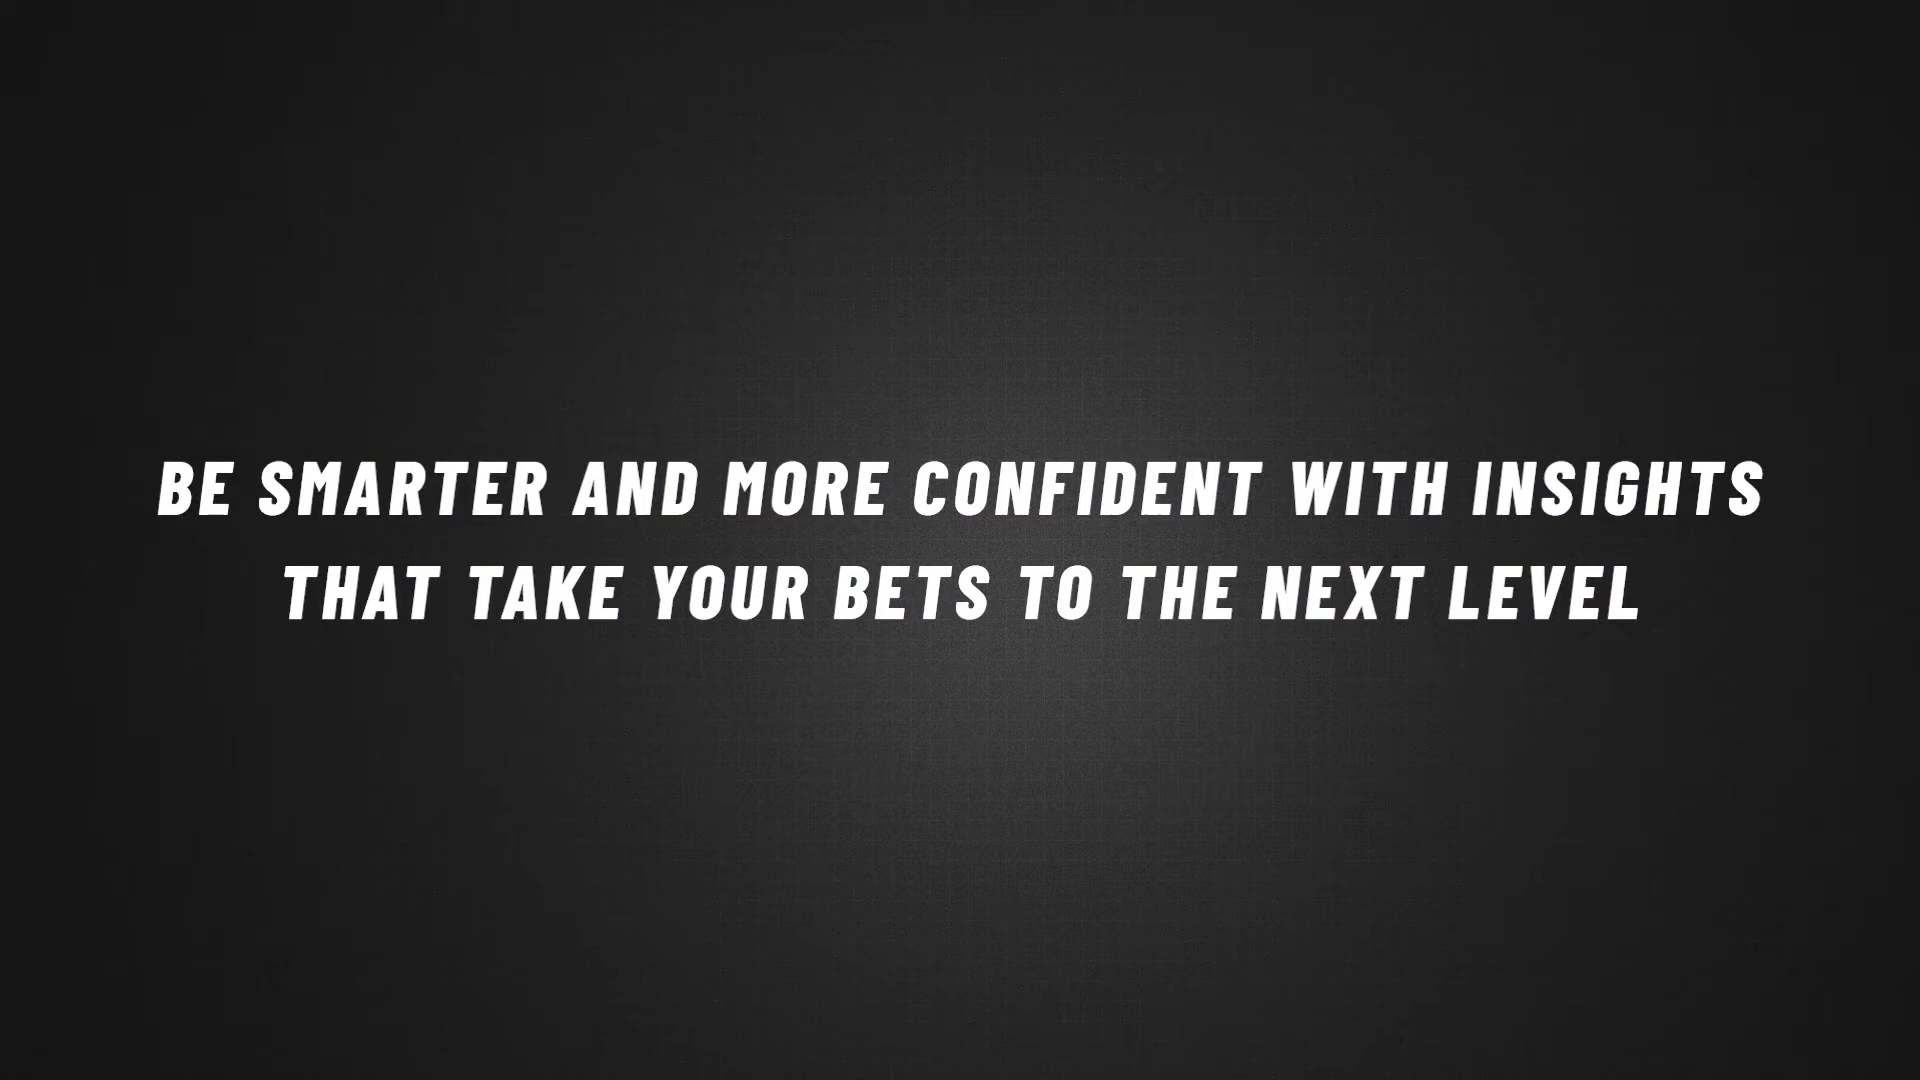 BE SMARTER AND MORE CONFIDENT WITH INSIGHTS
THAT TAKE YOUR BETS TO THE NEXT LEVEL